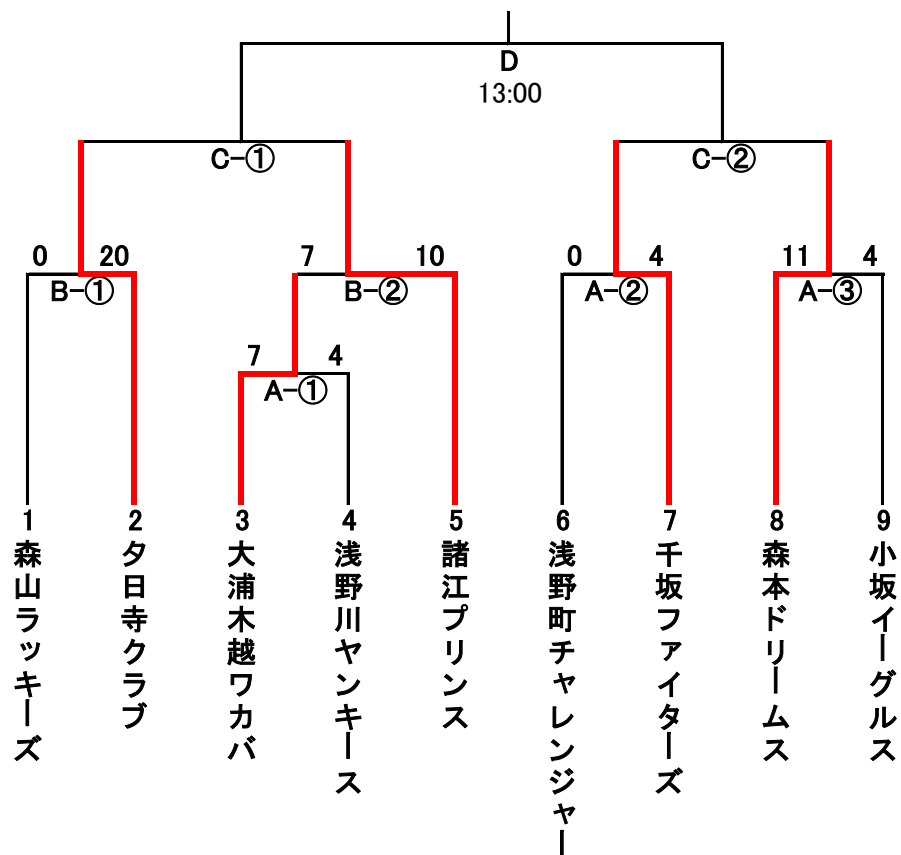 D
13:00
C-①
C-②
0 20
7 10
0 4
11 4
B-①
B-②
A-②
A-③
7 4
A-①
1 森山ラッキーズ
2 夕日寺クラブ
3 大浦木越ワカバ
4 浅野川ヤンキース
5 諸江プリンス
6 浅野町チャレンジャー
7 千坂ファイターズ
8 森本ドリームス
9 小坂イーグルス